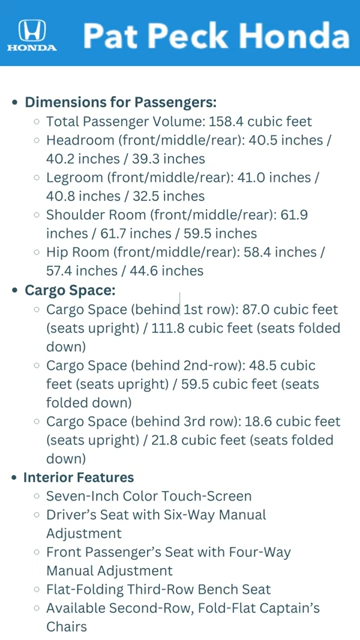 HONDA
Pat Peck Honda
• Dimensions for Passengers:
○ Total Passenger Volume: 158.4 cubic feet
○ Headroom (front/middle/rear): 40.5 inches /
40.2 inches / 39.3 inches
○ Legroom (front/middle/rear): 41.0 inches /
40.8 inches / 32.5 inches
○ Shoulder Room (front/middle/rear): 61.9
inches / 61.7 inches / 59.5 inches
○ Hip Room (front/middle/rear): 58.4 inches /
57.4 inches / 44.6 inches
• Cargo Space:
○ Cargo Space (behind 1st row): 87.0 cubic feet
(seats upright) / 111.8 cubic feet (seats folded
down)
○ Cargo Space (behind 2nd-row): 48.5 cubic
feet (seats upright) / 59.5 cubic feet (seats
folded down)
○ Cargo Space (behind 3rd row): 18.6 cubic feet
(seats upright) / 21.8 cubic feet (seats folded
down)
• Interior Features
○ Seven-Inch Color Touch-Screen
○ Driver’s Seat with Six-Way Manual
Adjustment
○ Front Passenger’s Seat with Four-Way
Manual Adjustment
○ Flat-Folding Third-Row Bench Seat
○ Available Second-Row, Fold-Flat Captain’s
Chairs